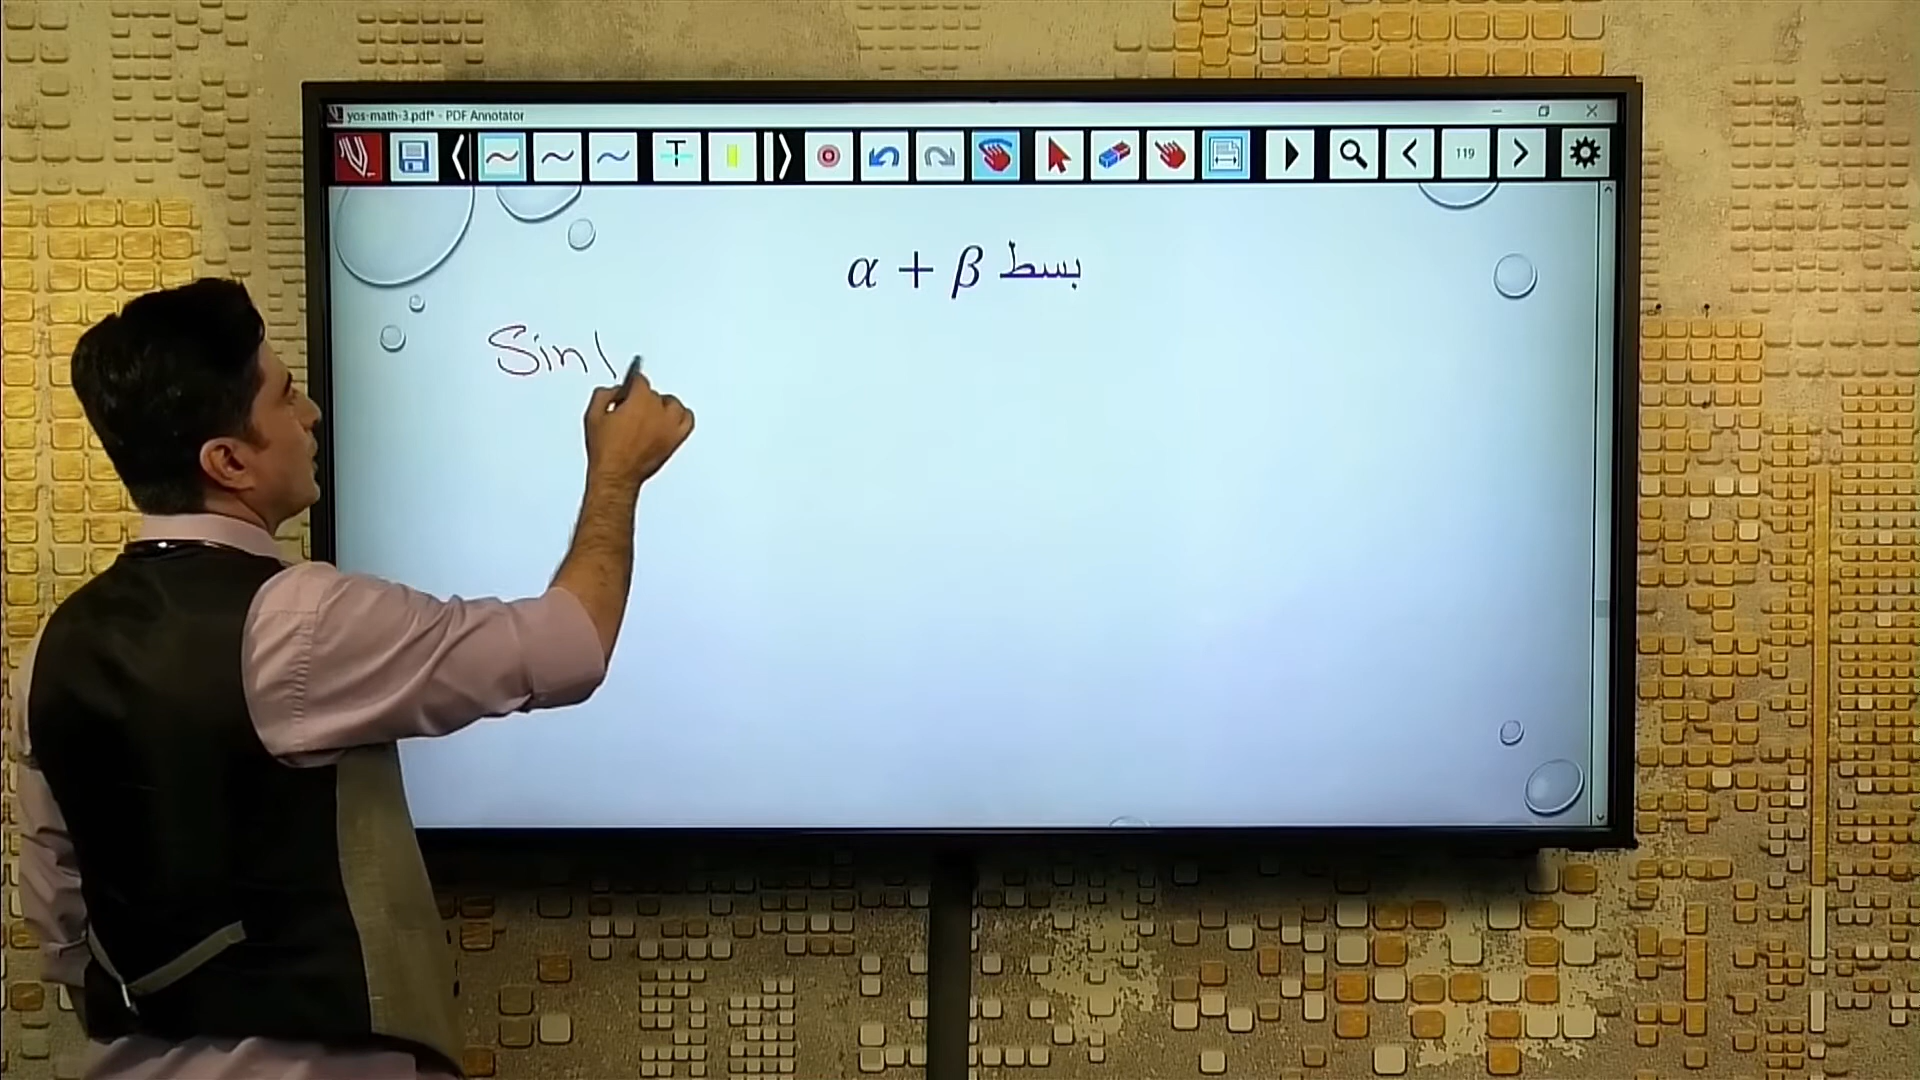 yos-math-3.pdf* - PDF Annotator
T
119
بسط α + β
Sin(